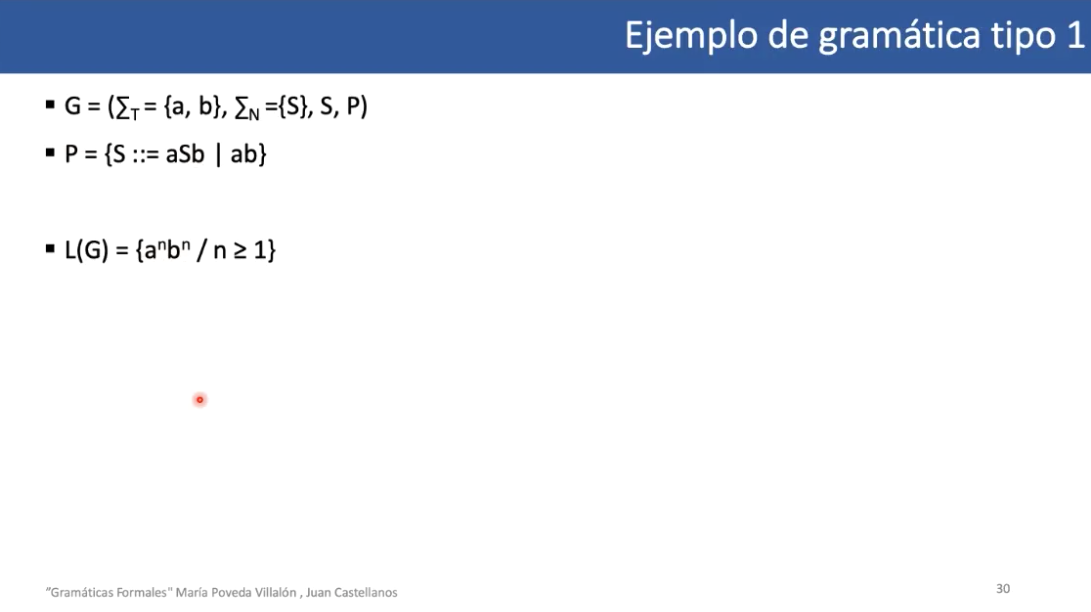 Ejemplo de gramática tipo 1
▪ G = (∑T = {a, b}, ∑N ={S}, S, P)
▪ P = {S ::= aSb | ab}
▪ L(G) = {aⁿbⁿ / n ≥ 1}
"Gramáticas Formales" María Poveda Villalón , Juan Castellanos
30